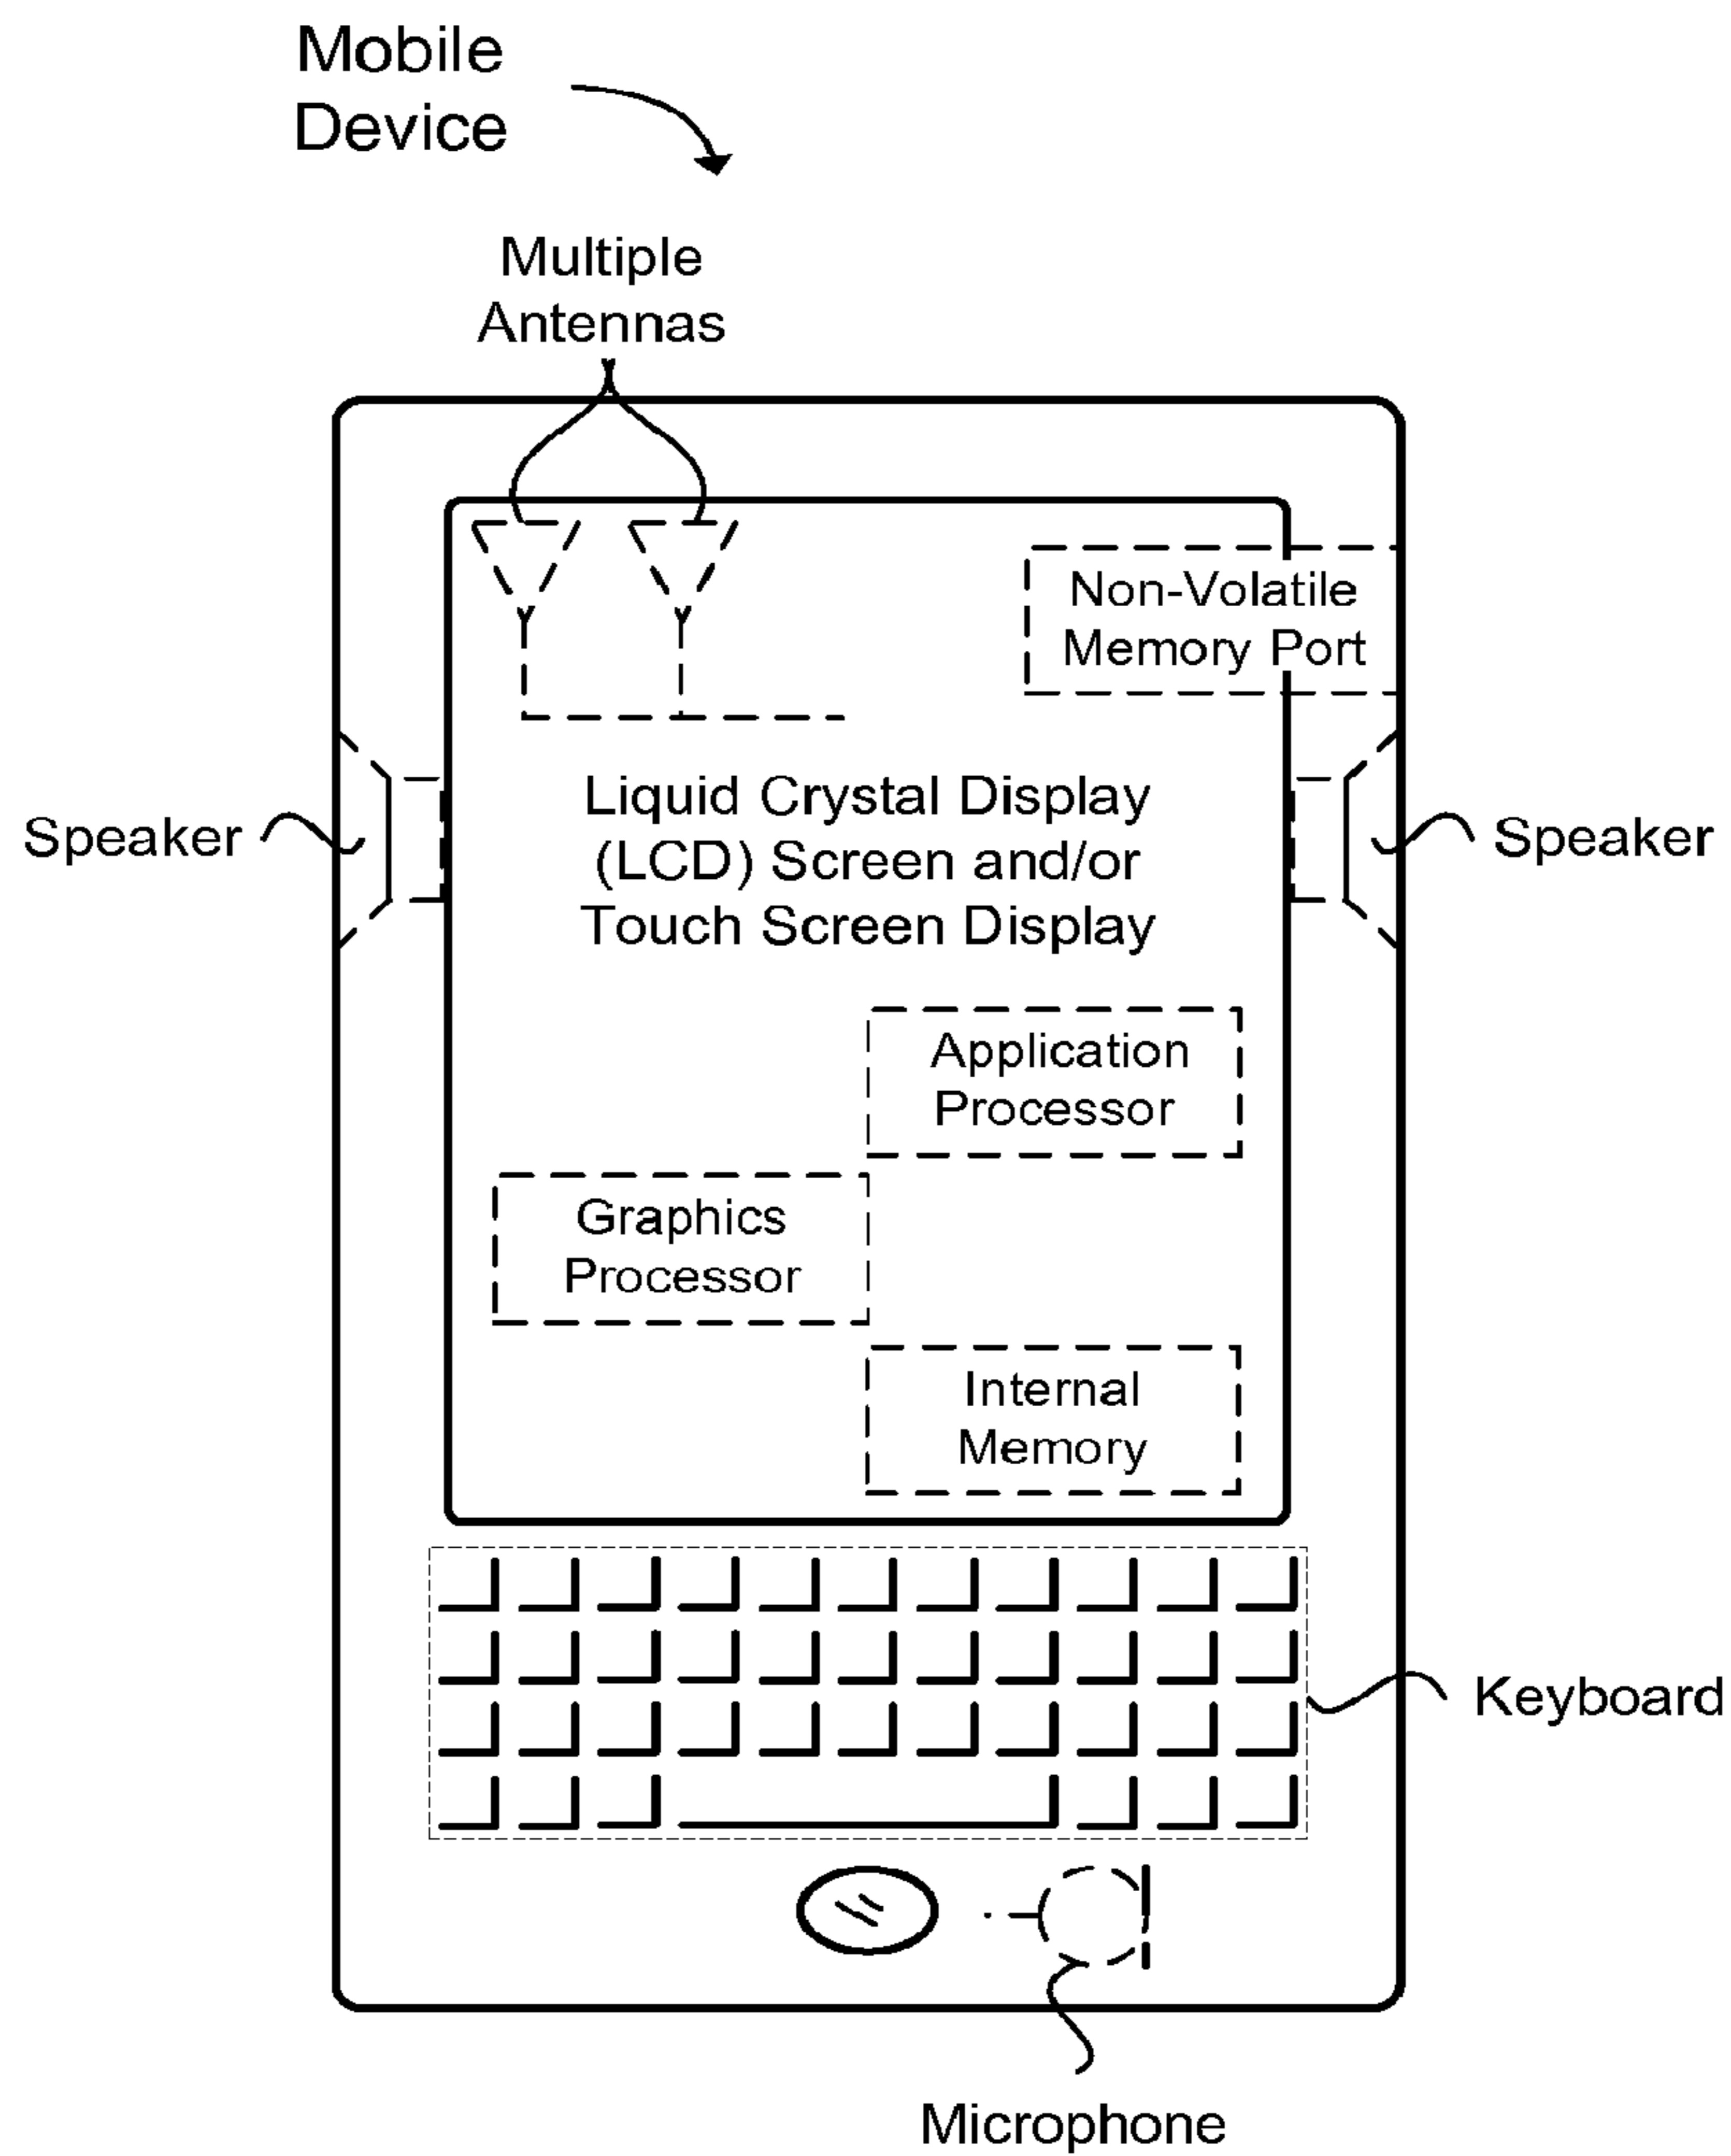 Mobile
Device
Multiple
Antennas
Non-Volatile
Memory Port
Speaker
Liquid Crystal Display
(LCD) Screen and/or
Touch Screen Display
Speaker
Application
Processor
Graphics
Processor
Internal
Memory
Keyboard
Microphone